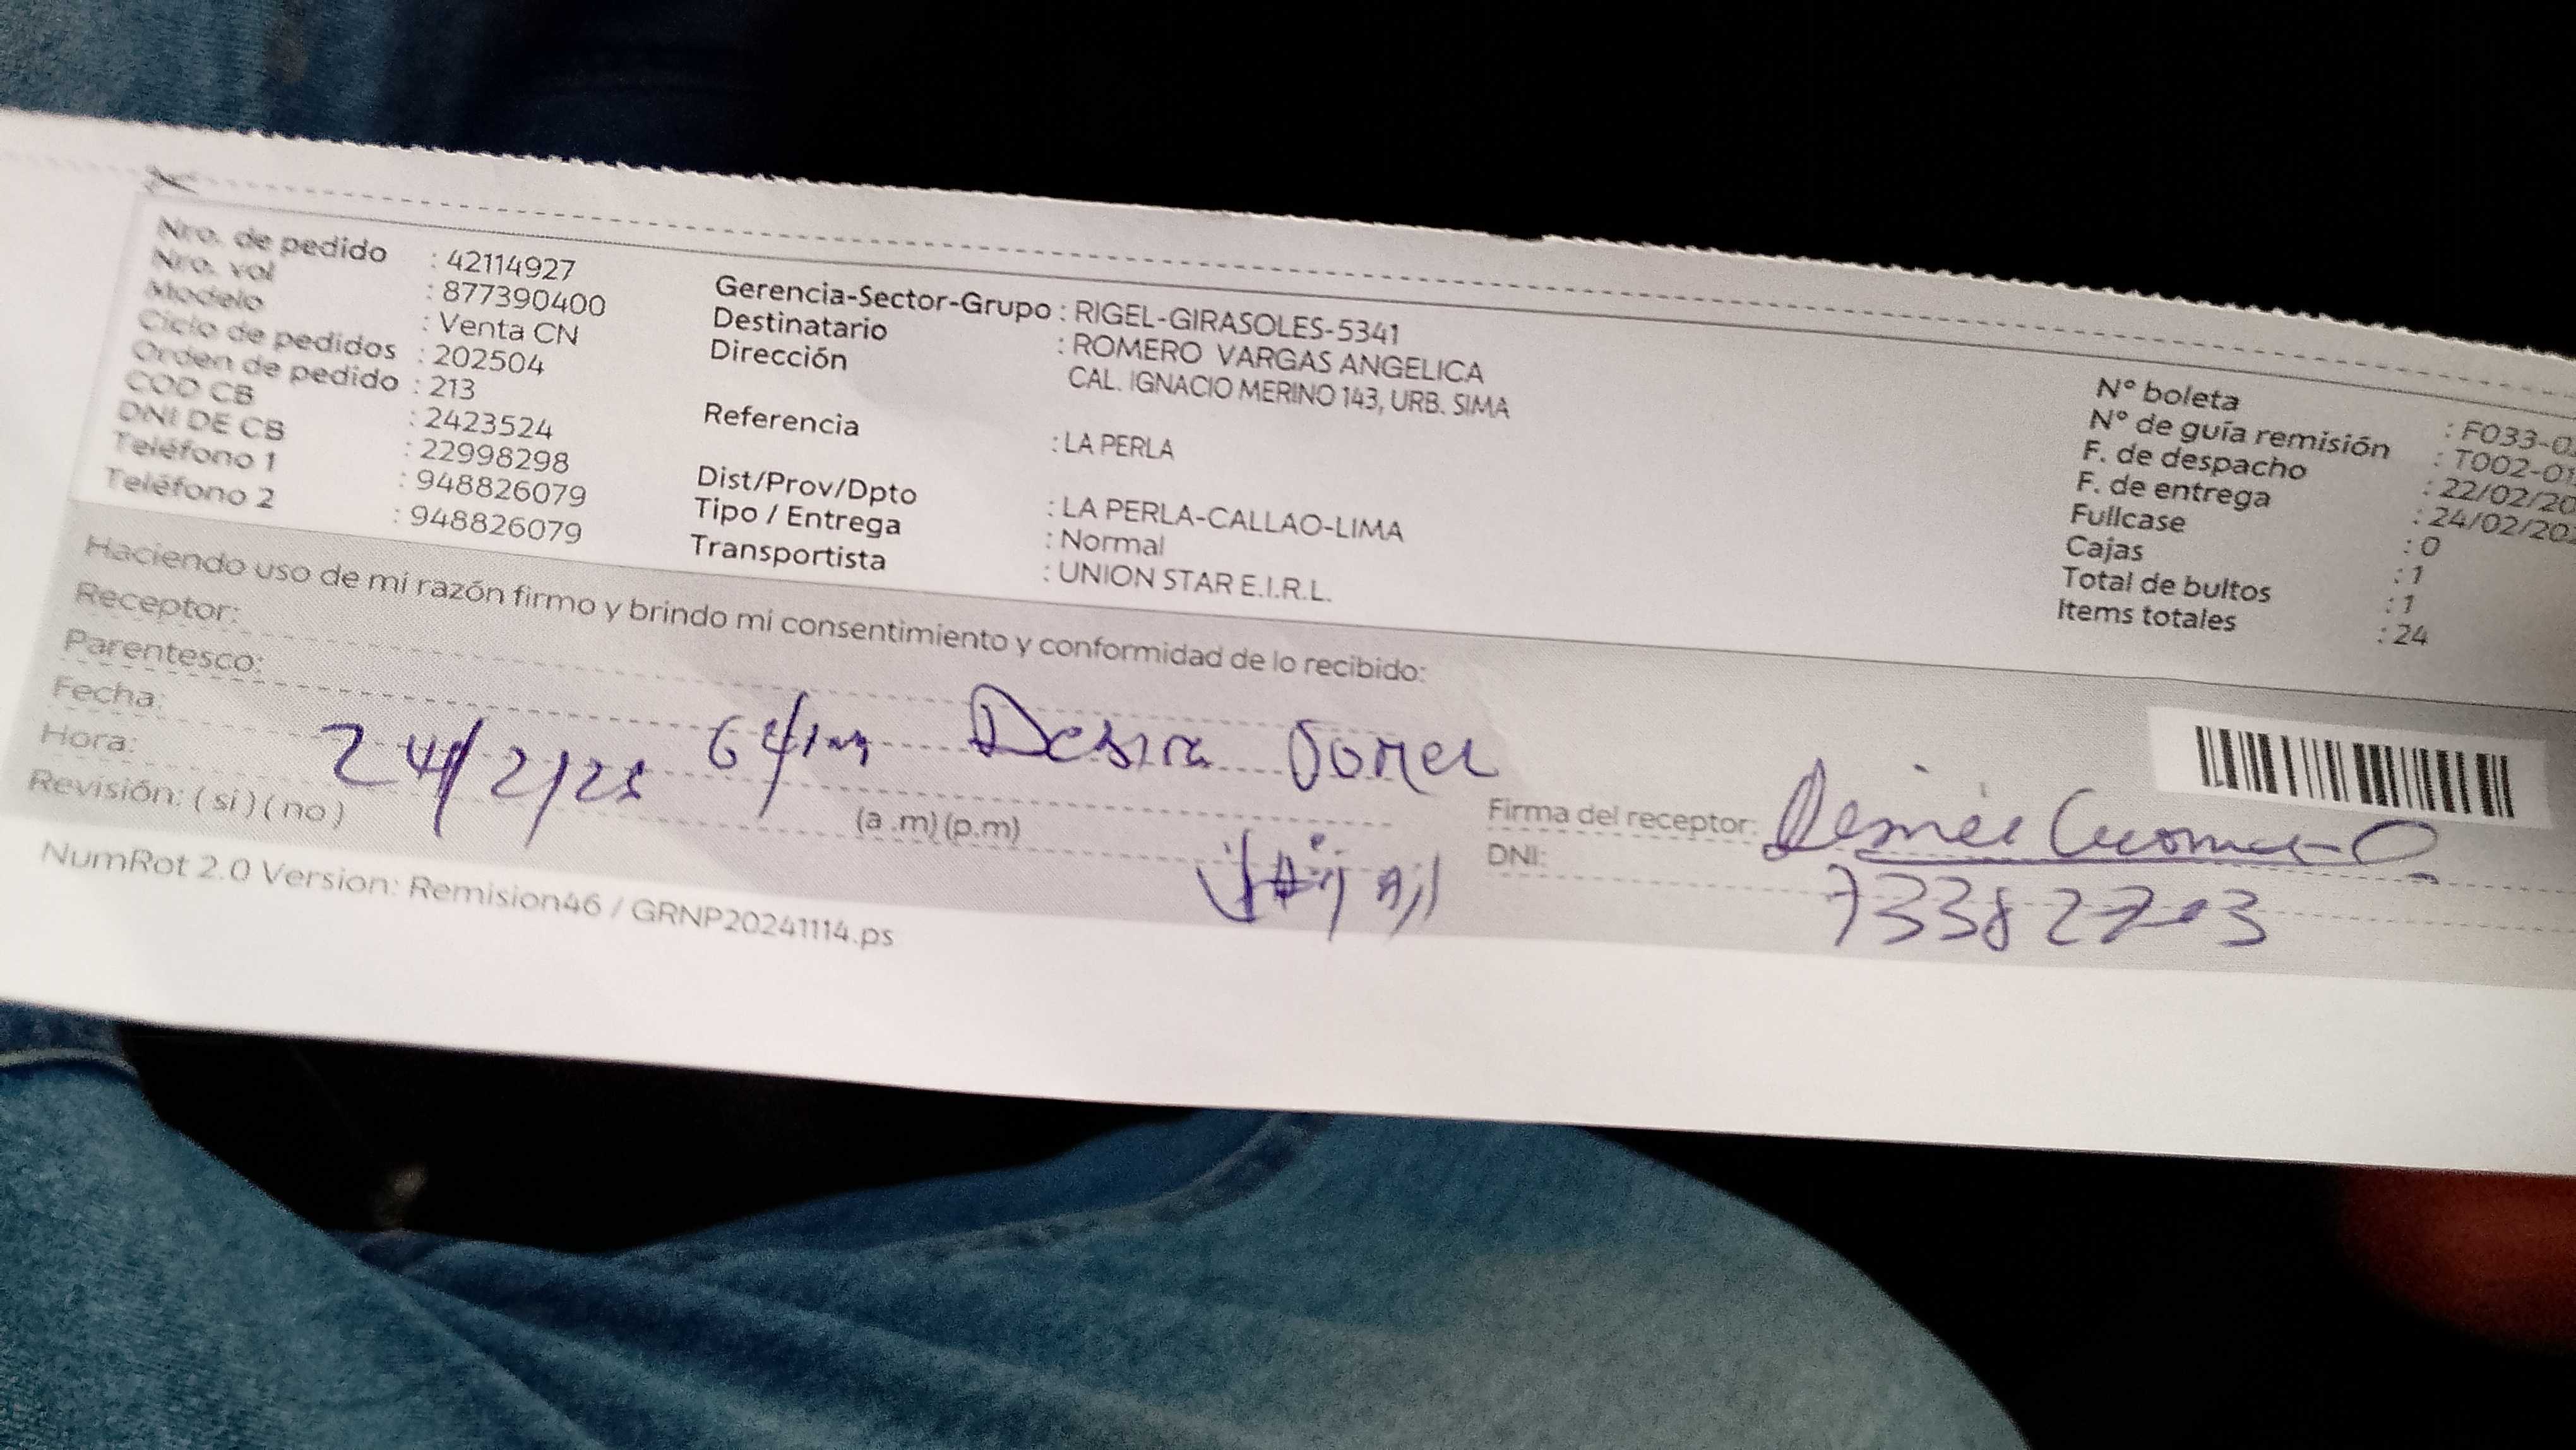 Nro. de pedido : 42114927
Nro. vol : 877390400
Modelo : Venta CN
Ciclo de pedidos : 202504
Orden de pedido : 213
COD CB : 2423524
DNI DE CB : 22998298
Teléfono 1 : 948826079
Teléfono 2 : 948826079
Gerencia-Sector-Grupo : RIGEL-GIRASOLES-5341
Destinatario : ROMERO VARGAS ANGELICA
Dirección CAL. IGNACIO MERINO 143, URB. SIMA
Referencia : LA PERLA
Dist/Prov/Dpto : LA PERLA-CALLAO-LIMA
Tipo / Entrega : Normal
Transportista : UNION STAR E.I.R.L.
N° boleta : F033-0
N° de guía remisión : T002-01
F. de despacho : 22/02/20
F. de entrega : 24/02/202
Fullcase : 0
Cajas : 1
Total de bultos : 1
Items totales : 24
Haciendo uso de mi razón firmo y brindo mi consentimiento y conformidad de lo recibido:
Receptor:
Parentesco:
Fecha: 24/2/25
Hora: (a .m) (p.m)
Revisión: ( si ) ( no )
Firma del receptor:
DNI: 73382703
NumRot 2.0 Version: Remision46 / GRNP20241114.ps